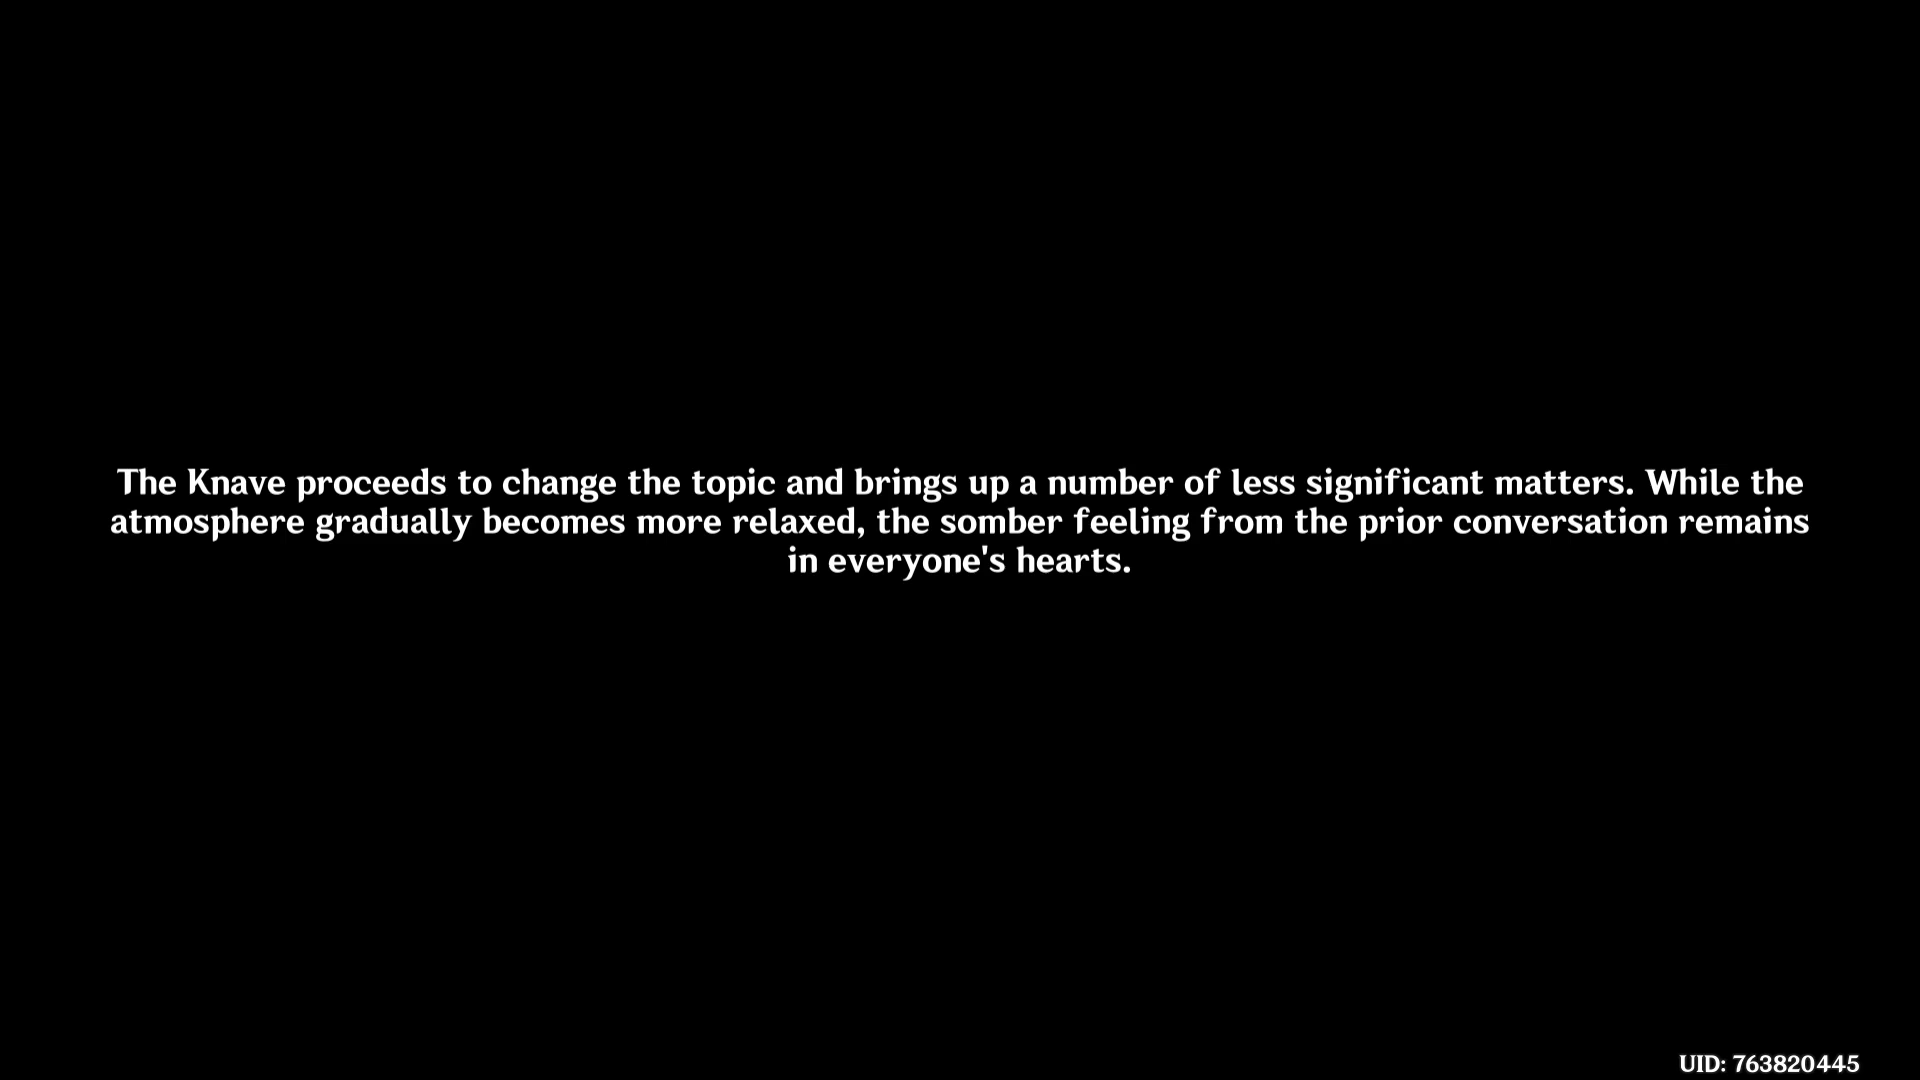 The Knave proceeds to change the topic and brings up a number of less significant matters. While the
atmosphere gradually becomes more relaxed, the somber feeling from the prior conversation remains
in everyone's hearts.
UID: 763820445